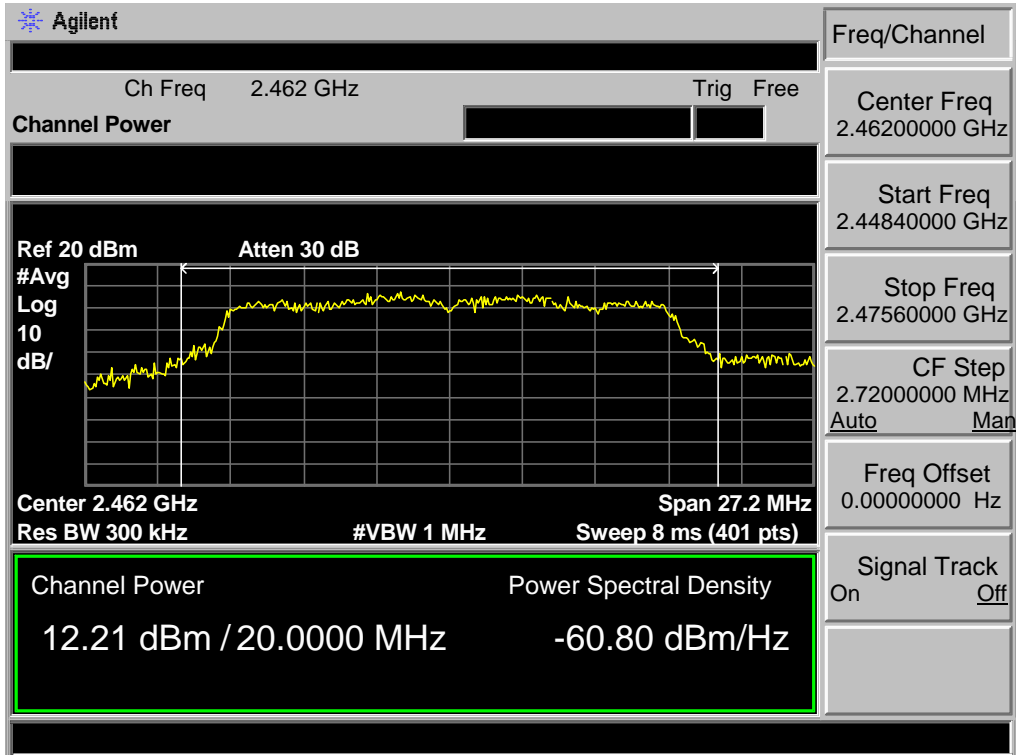 Agilent
Freq/Channel
Ch Freq 2.462 GHz Trig Free
Channel Power
Center Freq
2.46200000 GHz
Start Freq
2.44840000 GHz
Stop Freq
2.47560000 GHz
CF Step
2.72000000 MHz
Auto Man
Freq Offset
0.00000000 Hz
Signal Track
On Off
Ref 20 dBm Atten 30 dB
#Avg
Log
10
dB/
Center 2.462 GHz Span 27.2 MHz
Res BW 300 kHz #VBW 1 MHz Sweep 8 ms (401 pts)
Channel Power Power Spectral Density
12.21 dBm / 20.0000 MHz -60.80 dBm/Hz